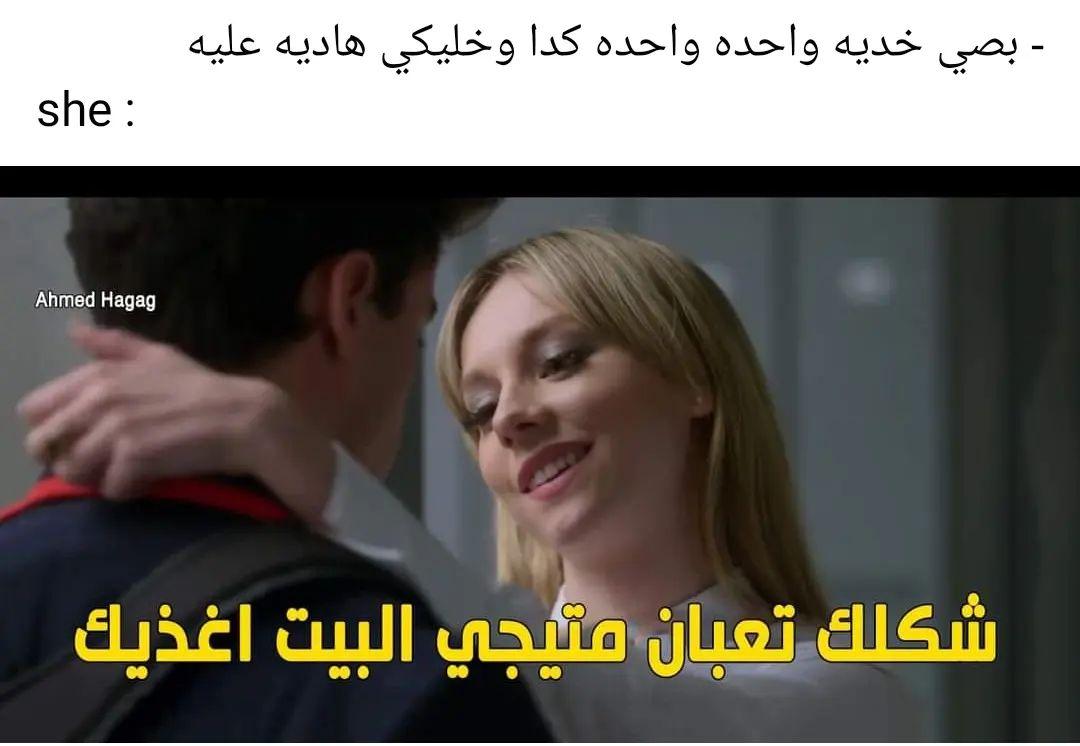 - بصي خديه واحده واحده كدا وخليكي هاديه عليه
she :
Ahmed Hagag
شكلك تعبان متيجي البيت اغذيك